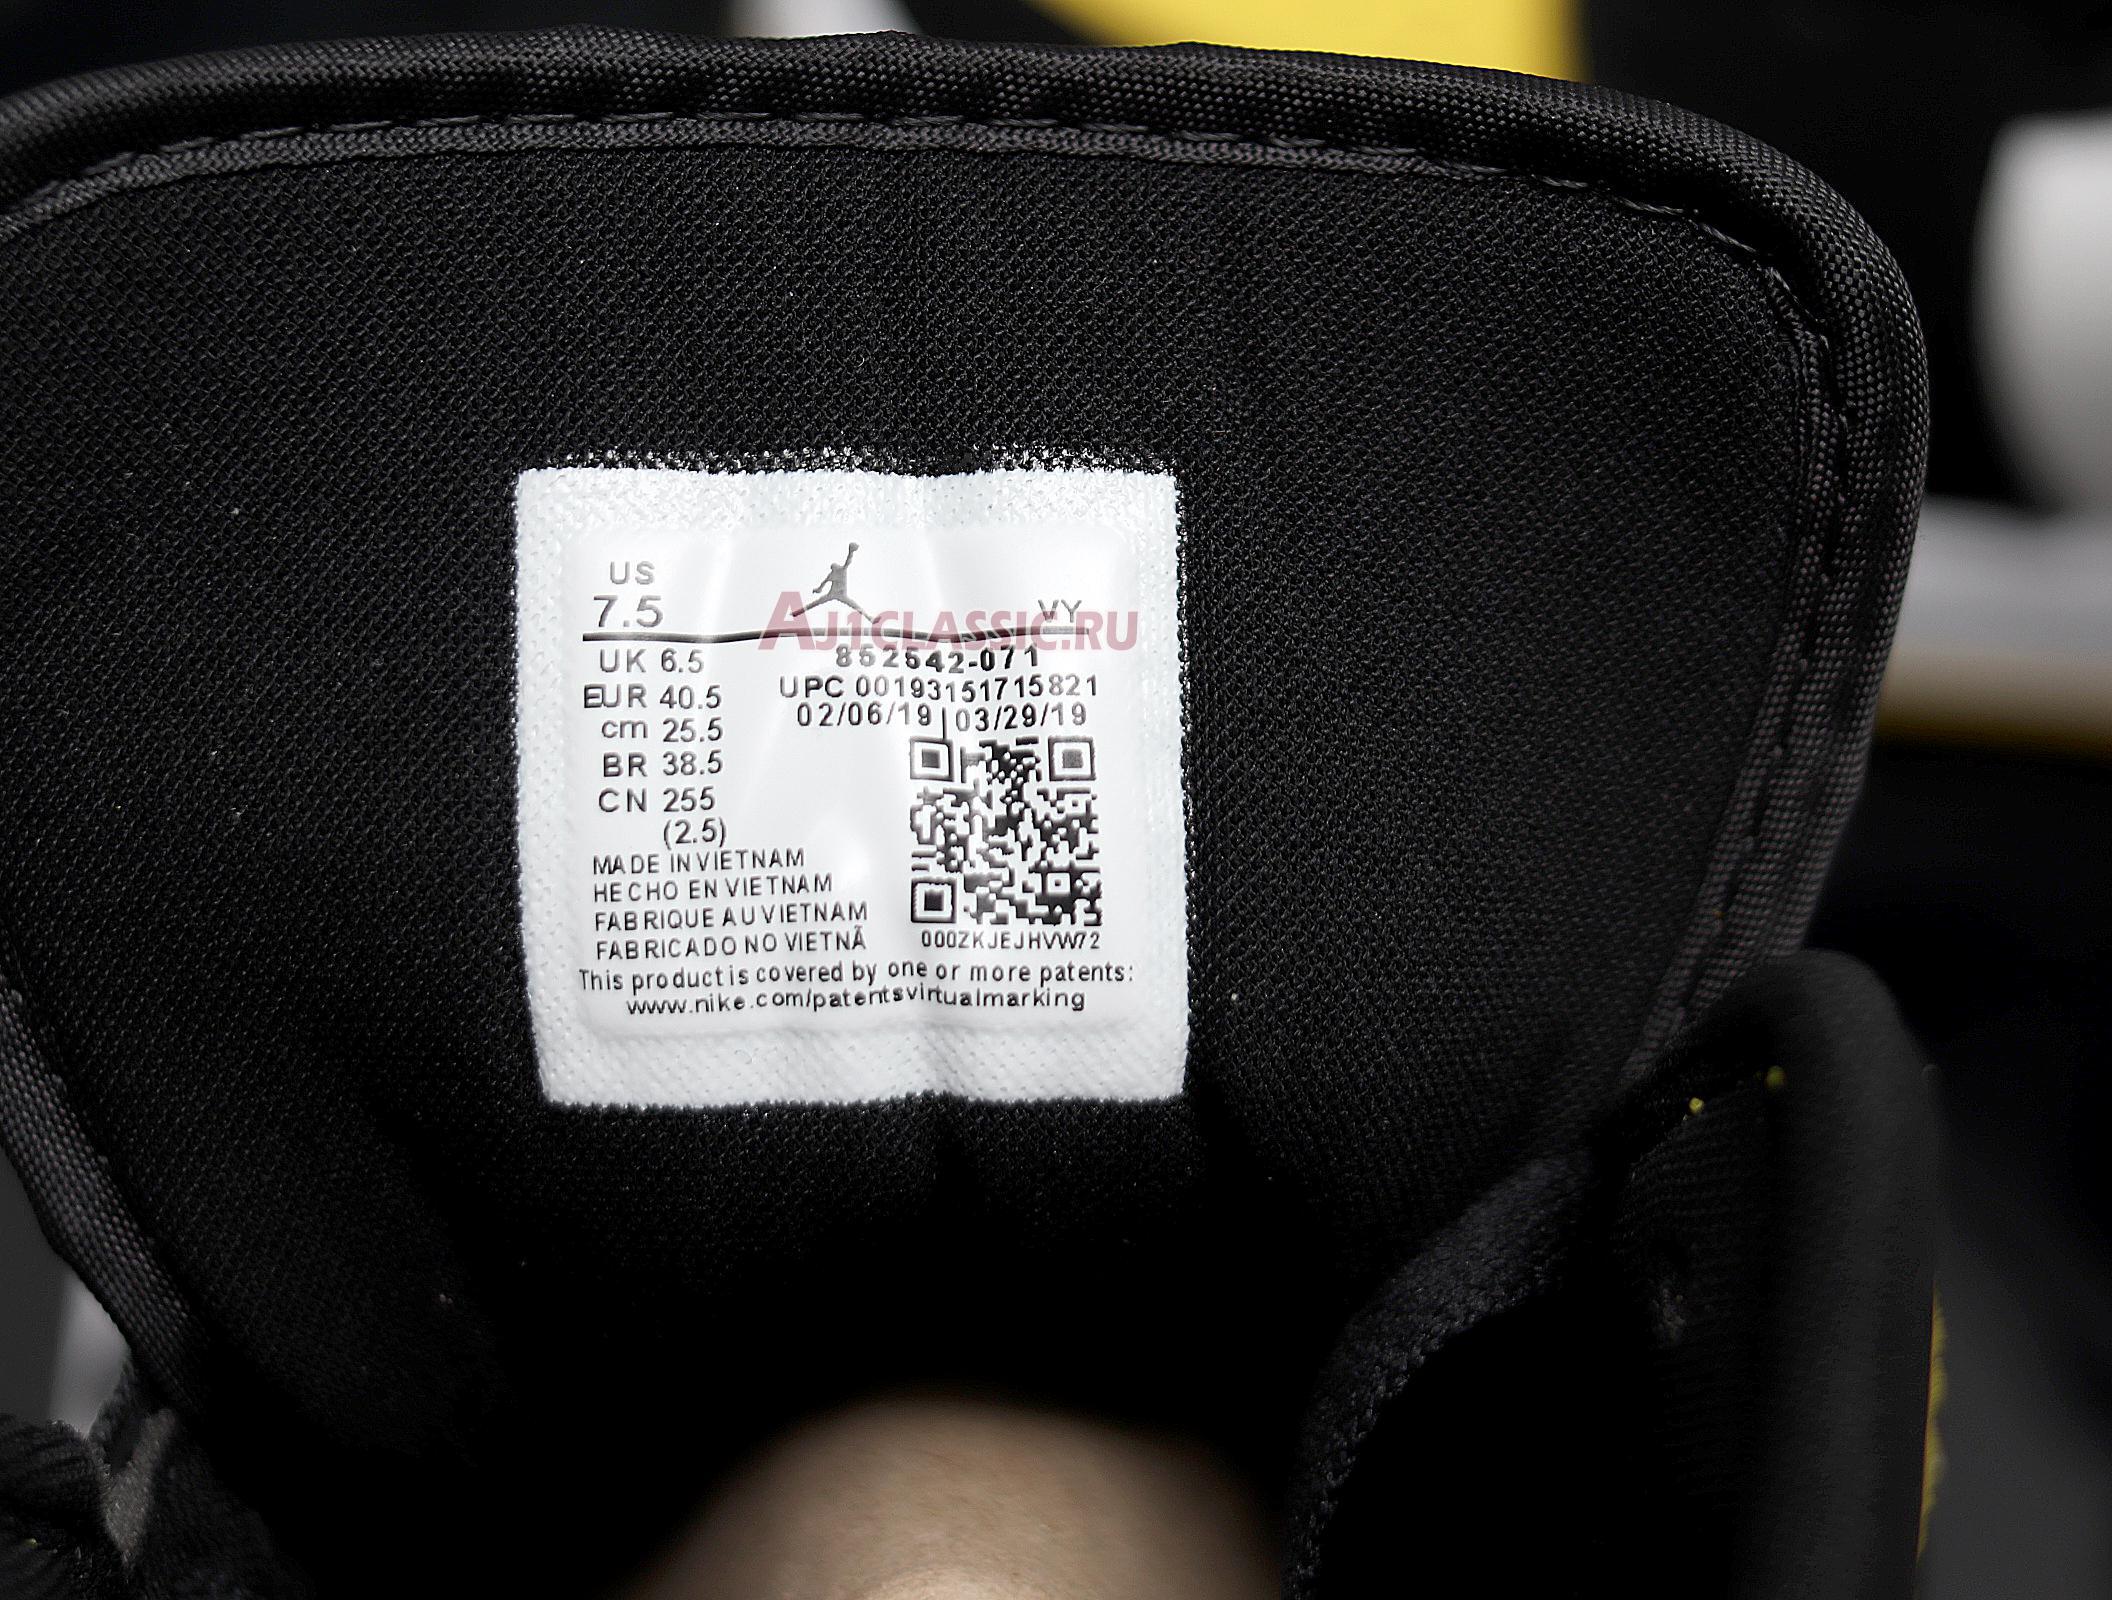 US
7.5
VY
AJ1CLASSIC.RU
UK 6.5
852542-071
EUR 40.5
UPC 00193151715821
cm 25.5
02/06/19 | 03/29/19
BR 38.5
CN 255
(2.5)
MADE IN VIETNAM
HECHO EN VIETNAM
FABRIQUE AU VIETNAM
FABRICADO NO VIETNÃ
000ZKJEJHVW72
This product is covered by one or more patents:
www.nike.com/patentsvirtualmarking